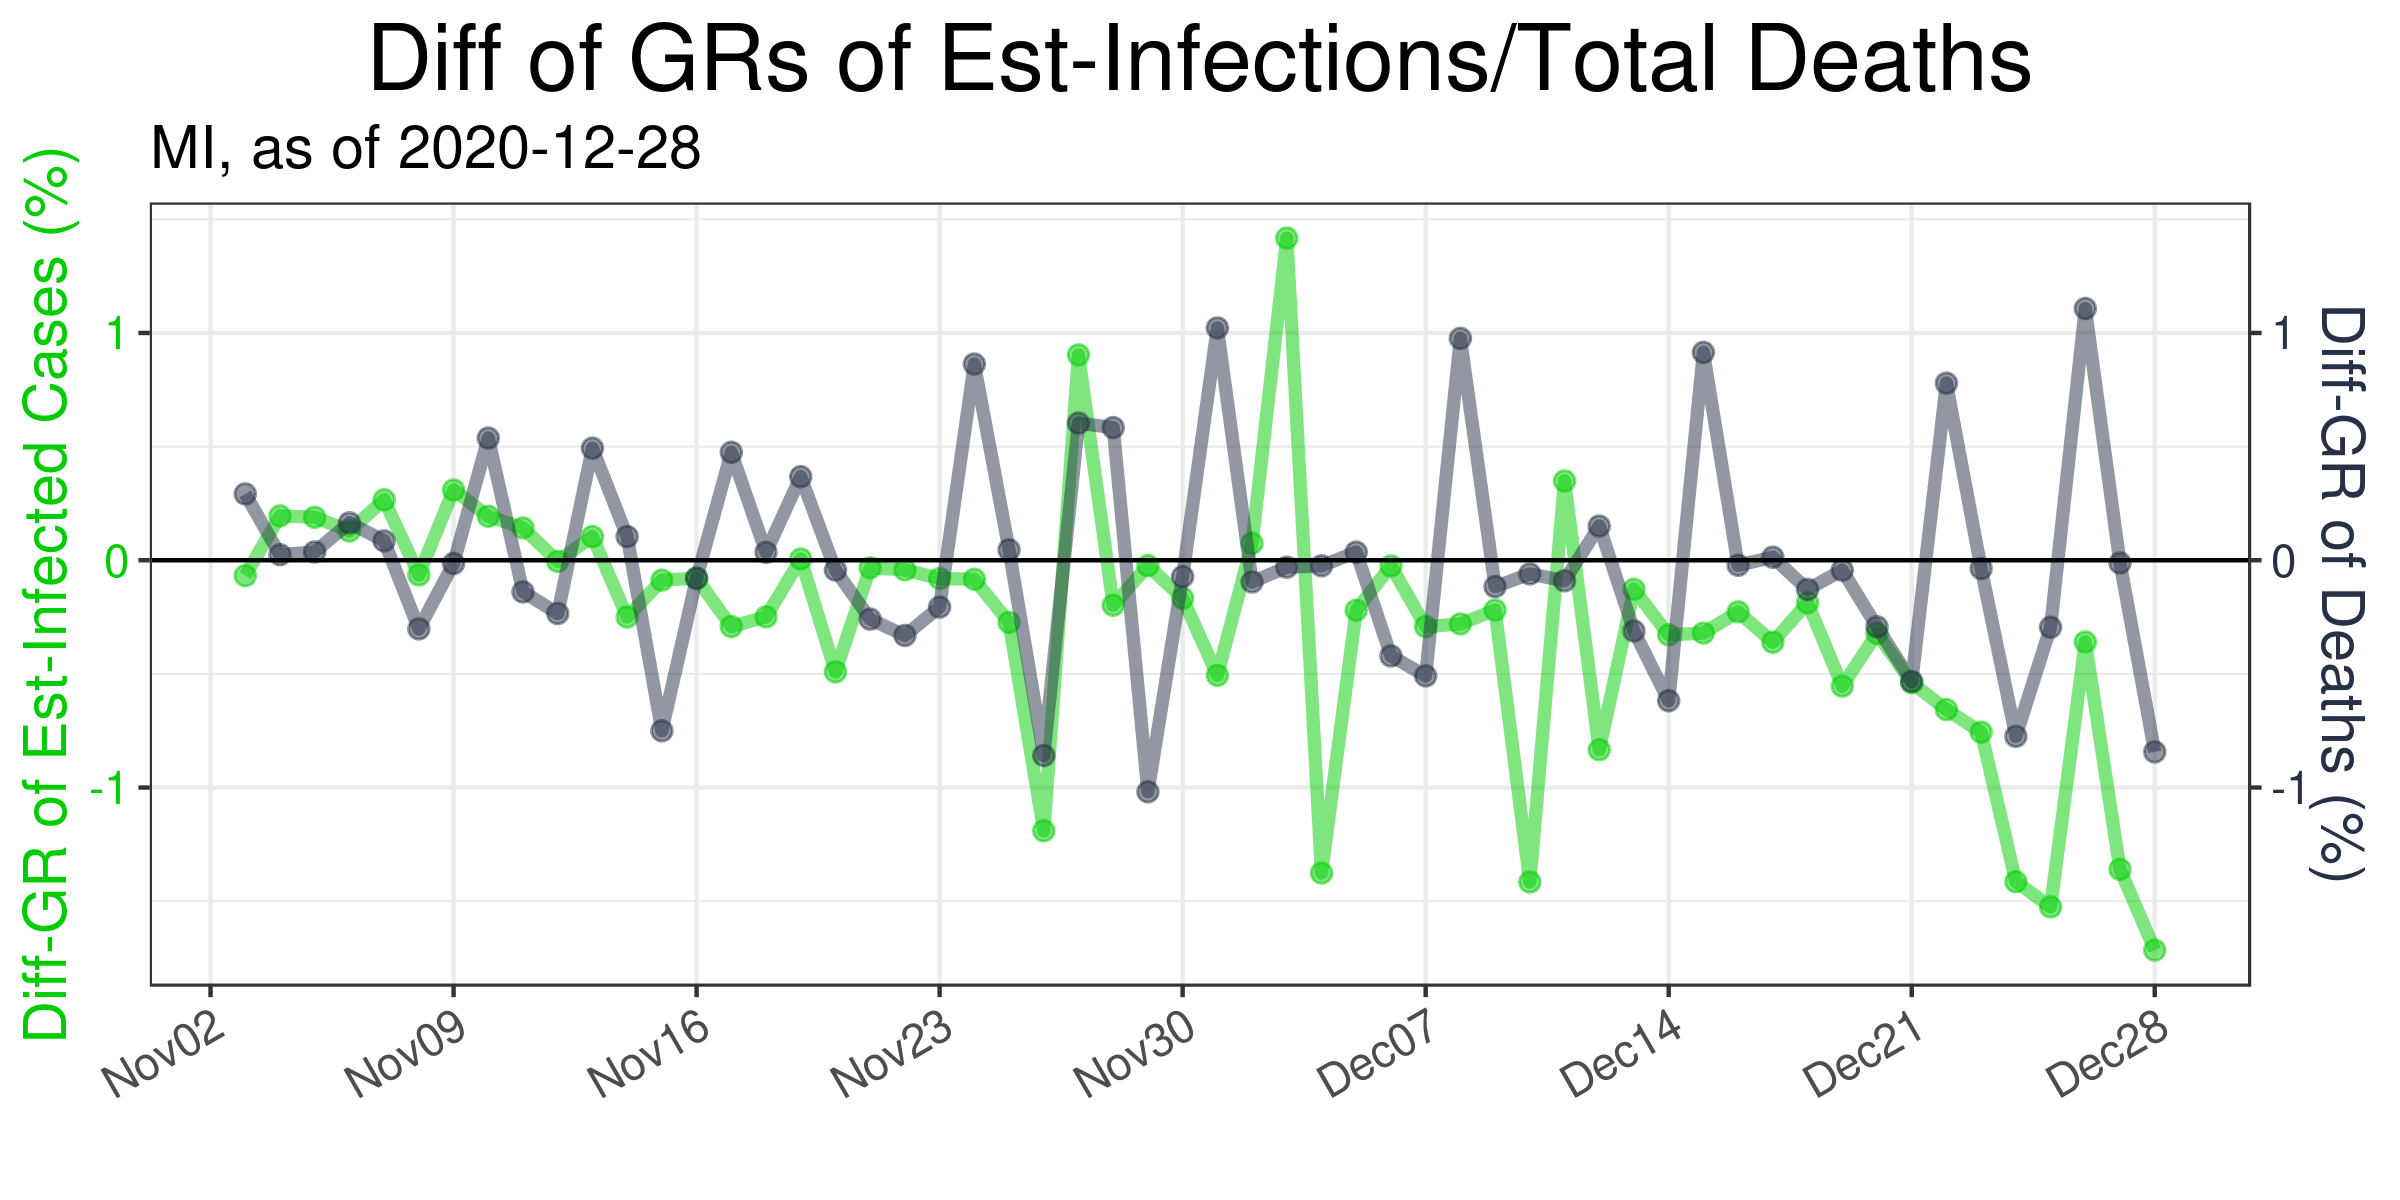 Diff of GRs of Est-Infections/Total Deaths
MI, as of 2020-12-28
Diff-GR of Est-Infected Cases (%)
1
0
-1
1
0
-1
Diff-GR of Deaths (%)
Nov02
Nov09
Nov16
Nov23
Nov30
Dec07
Dec14
Dec21
Dec28